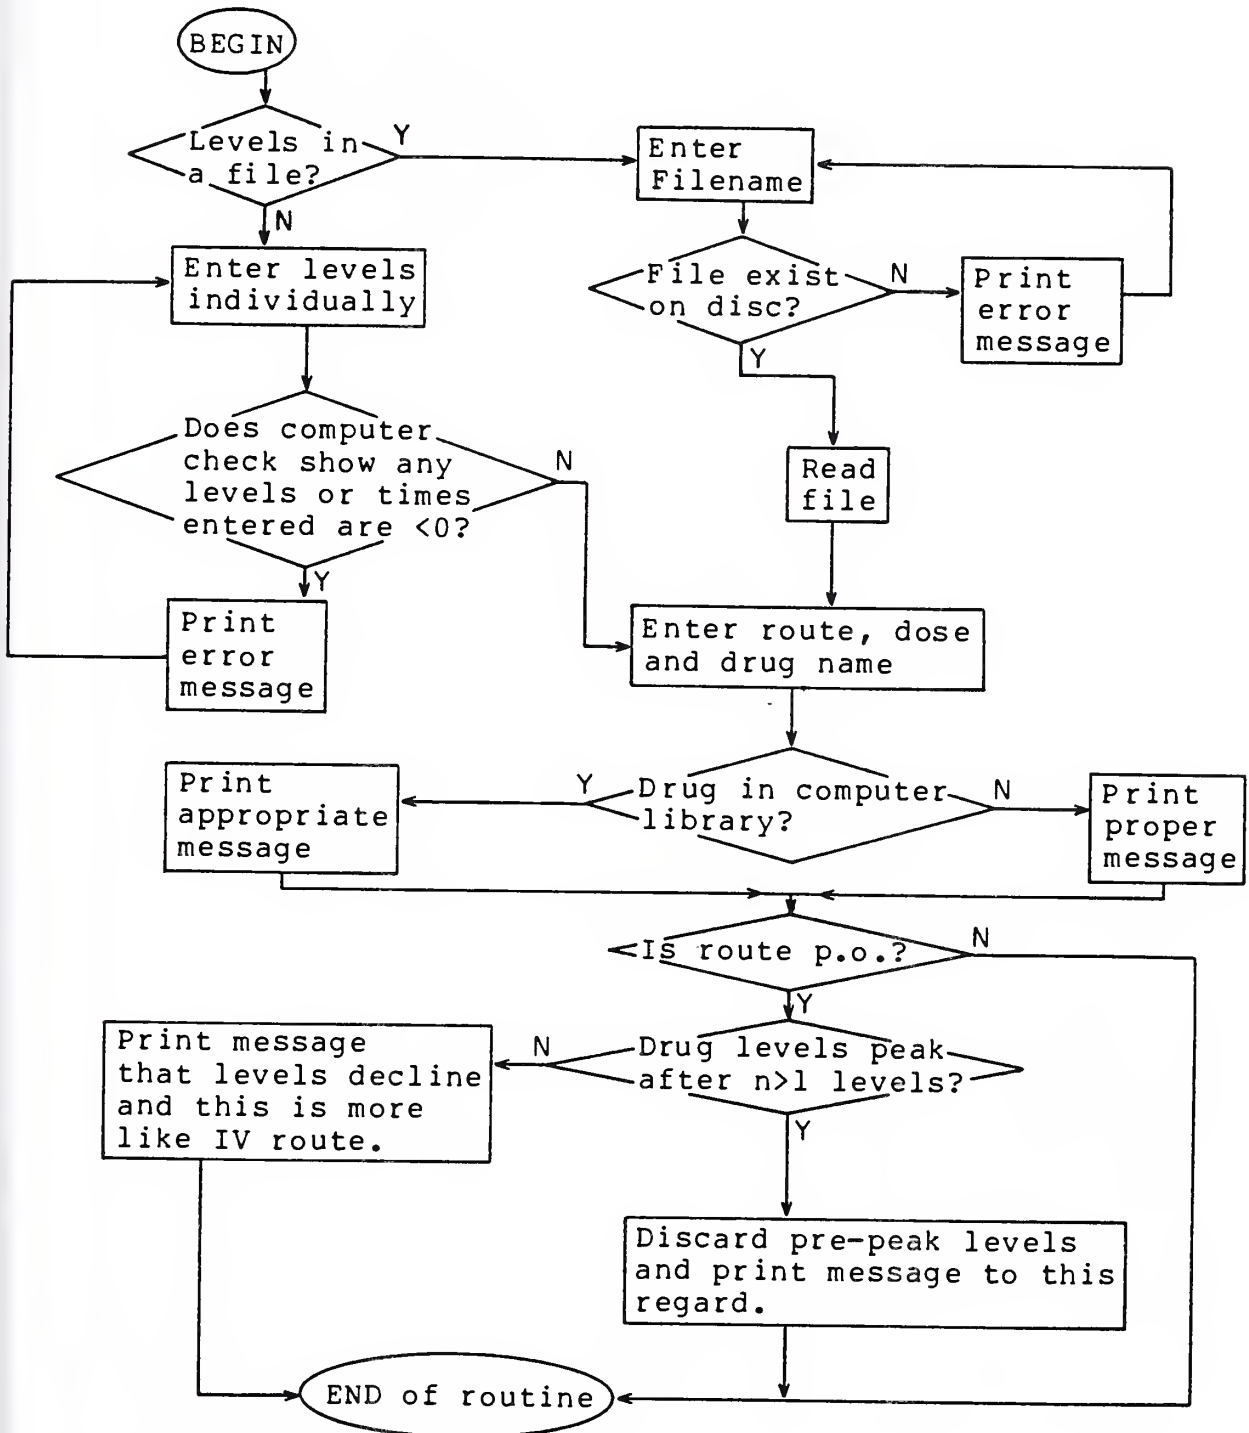 BEGIN
Levels in
a file?
Y
N
Enter
Filename
Enter levels
individually
File exist
on disc?
N
Y
Print
error
message
Does computer
check show any
levels or times
entered are <0?
N
Y
Read
file
Print
error
message
Enter route, dose
and drug name
Print
appropriate
message
Y
Drug in computer
library?
N
Print
proper
message
Is route p.o.?
N
Y
Print message
that levels decline
and this is more
like IV route.
N
Drug levels peak
after n>1 levels?
Y
Discard pre-peak levels
and print message to this
regard.
END of routine